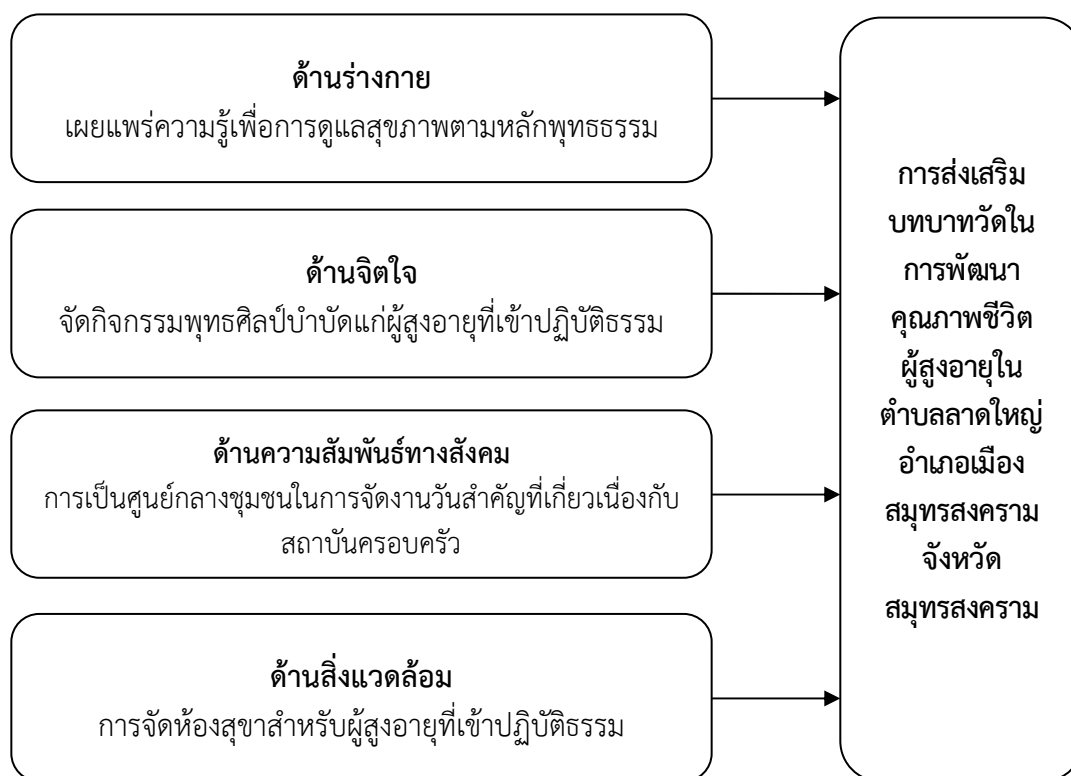 ด้านร่างกาย
เผยแพร่ความรู้เพื่อการดูแลสุขภาพตามหลักพุทธธรรม
ด้านจิตใจ
จัดกิจกรรมพุทธศิลป์บำบัดแก่ผู้สูงอายุที่เข้าปฏิบัติธรรม
ด้านความสัมพันธ์ทางสังคม
การเป็นศูนย์กลางชุมชนในการจัดงานวันสำคัญที่เกี่ยวเนื่องกับ
สถาบันครอบครัว
ด้านสิ่งแวดล้อม
การจัดห้องสุขาสำหรับผู้สูงอายุที่เข้าปฏิบัติธรรม
การส่งเสริม
บทบาทวัดใน
การพัฒนา
คุณภาพชีวิต
ผู้สูงอายุใน
ตำบลลาดใหญ่
อำเภอเมือง
สมุทรสงคราม
จังหวัด
สมุทรสงคราม